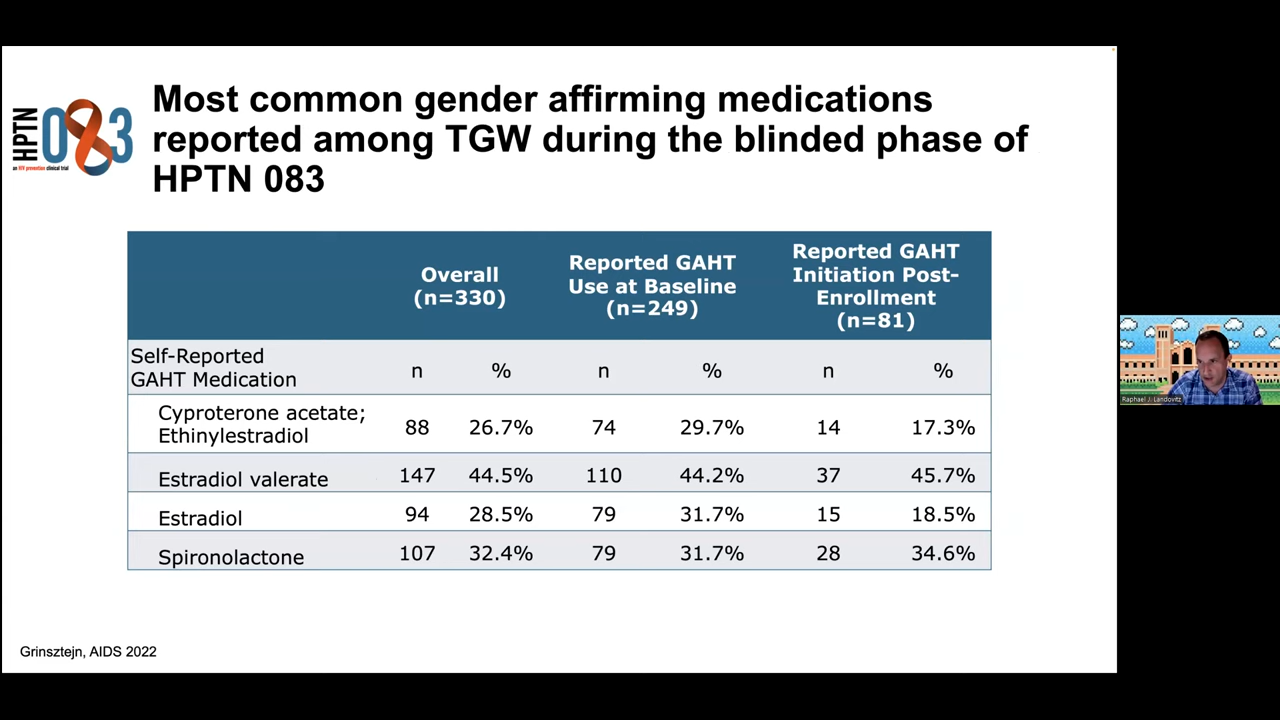 HPTN
083
an HIV prevention clinical trial
Most common gender affirming medications
reported among TGW during the blinded phase of
HPTN 083
Overall
(n=330)
Reported GAHT
Use at Baseline
(n=249)
Reported GAHT
Initiation Post-
Enrollment
(n=81)
Self-Reported
GAHT Medication
n % n % n %
Cyproterone acetate;
Ethinylestradiol
88 26.7% 74 29.7% 14 17.3%
Estradiol valerate 147 44.5% 110 44.2% 37 45.7%
Estradiol 94 28.5% 79 31.7% 15 18.5%
Spironolactone 107 32.4% 79 31.7% 28 34.6%
Grinsztejn, AIDS 2022
Raphael J. Landovitz